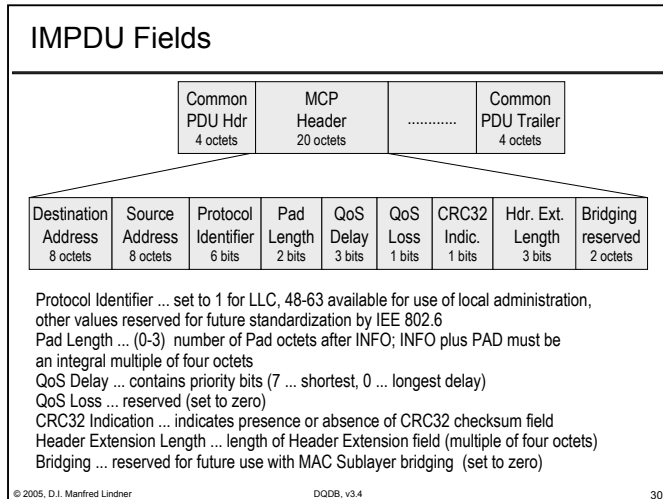 IMPDU Fields
Common PDU Hdr 4 octets
MCP Header 20 octets
............
Common PDU Trailer 4 octets
Destination Address 8 octets
Source Address 8 octets
Protocol Identifier 6 bits
Pad Length 2 bits
QoS Delay 3 bits
QoS Loss 1 bits
CRC32 Indic. 1 bits
Hdr. Ext. Length 3 bits
Bridging reserved 2 octets
Protocol Identifier ... set to 1 for LLC, 48-63 available for use of local administration,
other values reserved for future standardization by IEE 802.6
Pad Length ... (0-3) number of Pad octets after INFO; INFO plus PAD must be
an integral multiple of four octets
QoS Delay ... contains priority bits (7 ... shortest, 0 ... longest delay)
QoS Loss ... reserved (set to zero)
CRC32 Indication ... indicates presence or absence of CRC32 checksum field
Header Extension Length ... length of Header Extension field (multiple of four octets)
Bridging ... reserved for future use with MAC Sublayer bridging (set to zero)
© 2005, D.I. Manfred Lindner
DQDB, v3.4
30